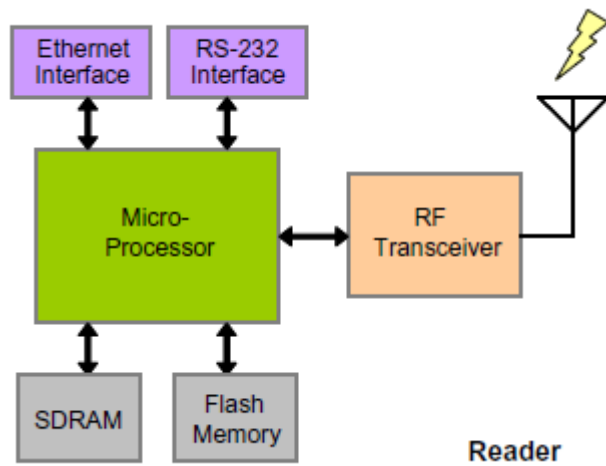 Ethernet
Interface
RS-232
Interface
Micro-
Processor
RF
Transceiver
SDRAM
Flash
Memory
Reader